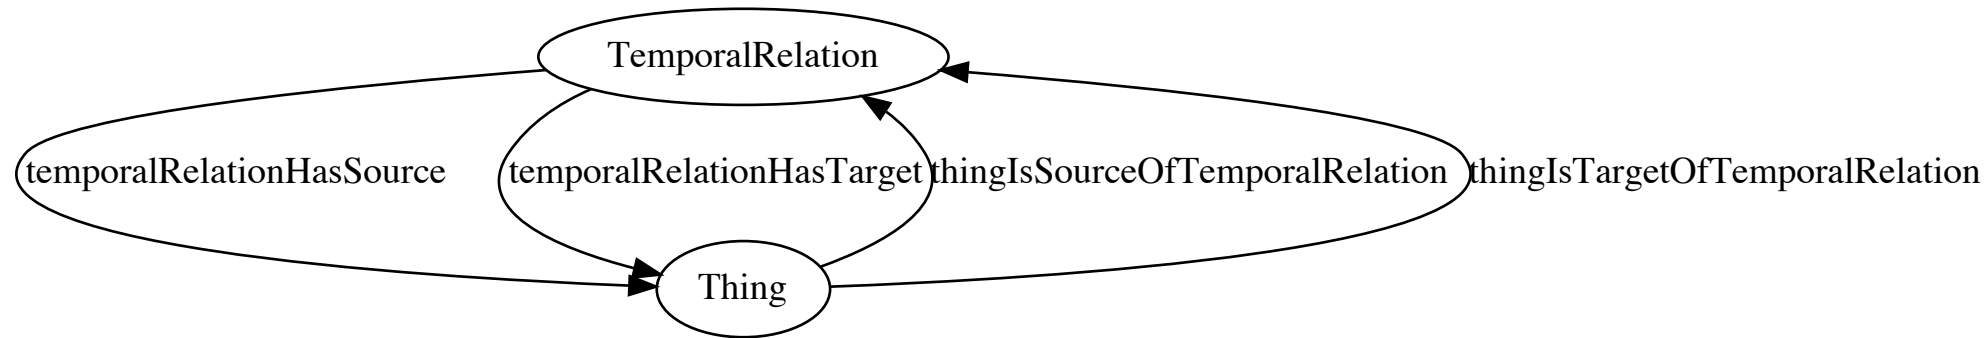 TemporalRelation
temporalRelationHasSource
temporalRelationHasTarget
thingIsSourceOfTemporalRelation
thingIsTargetOfTemporalRelation
Thing